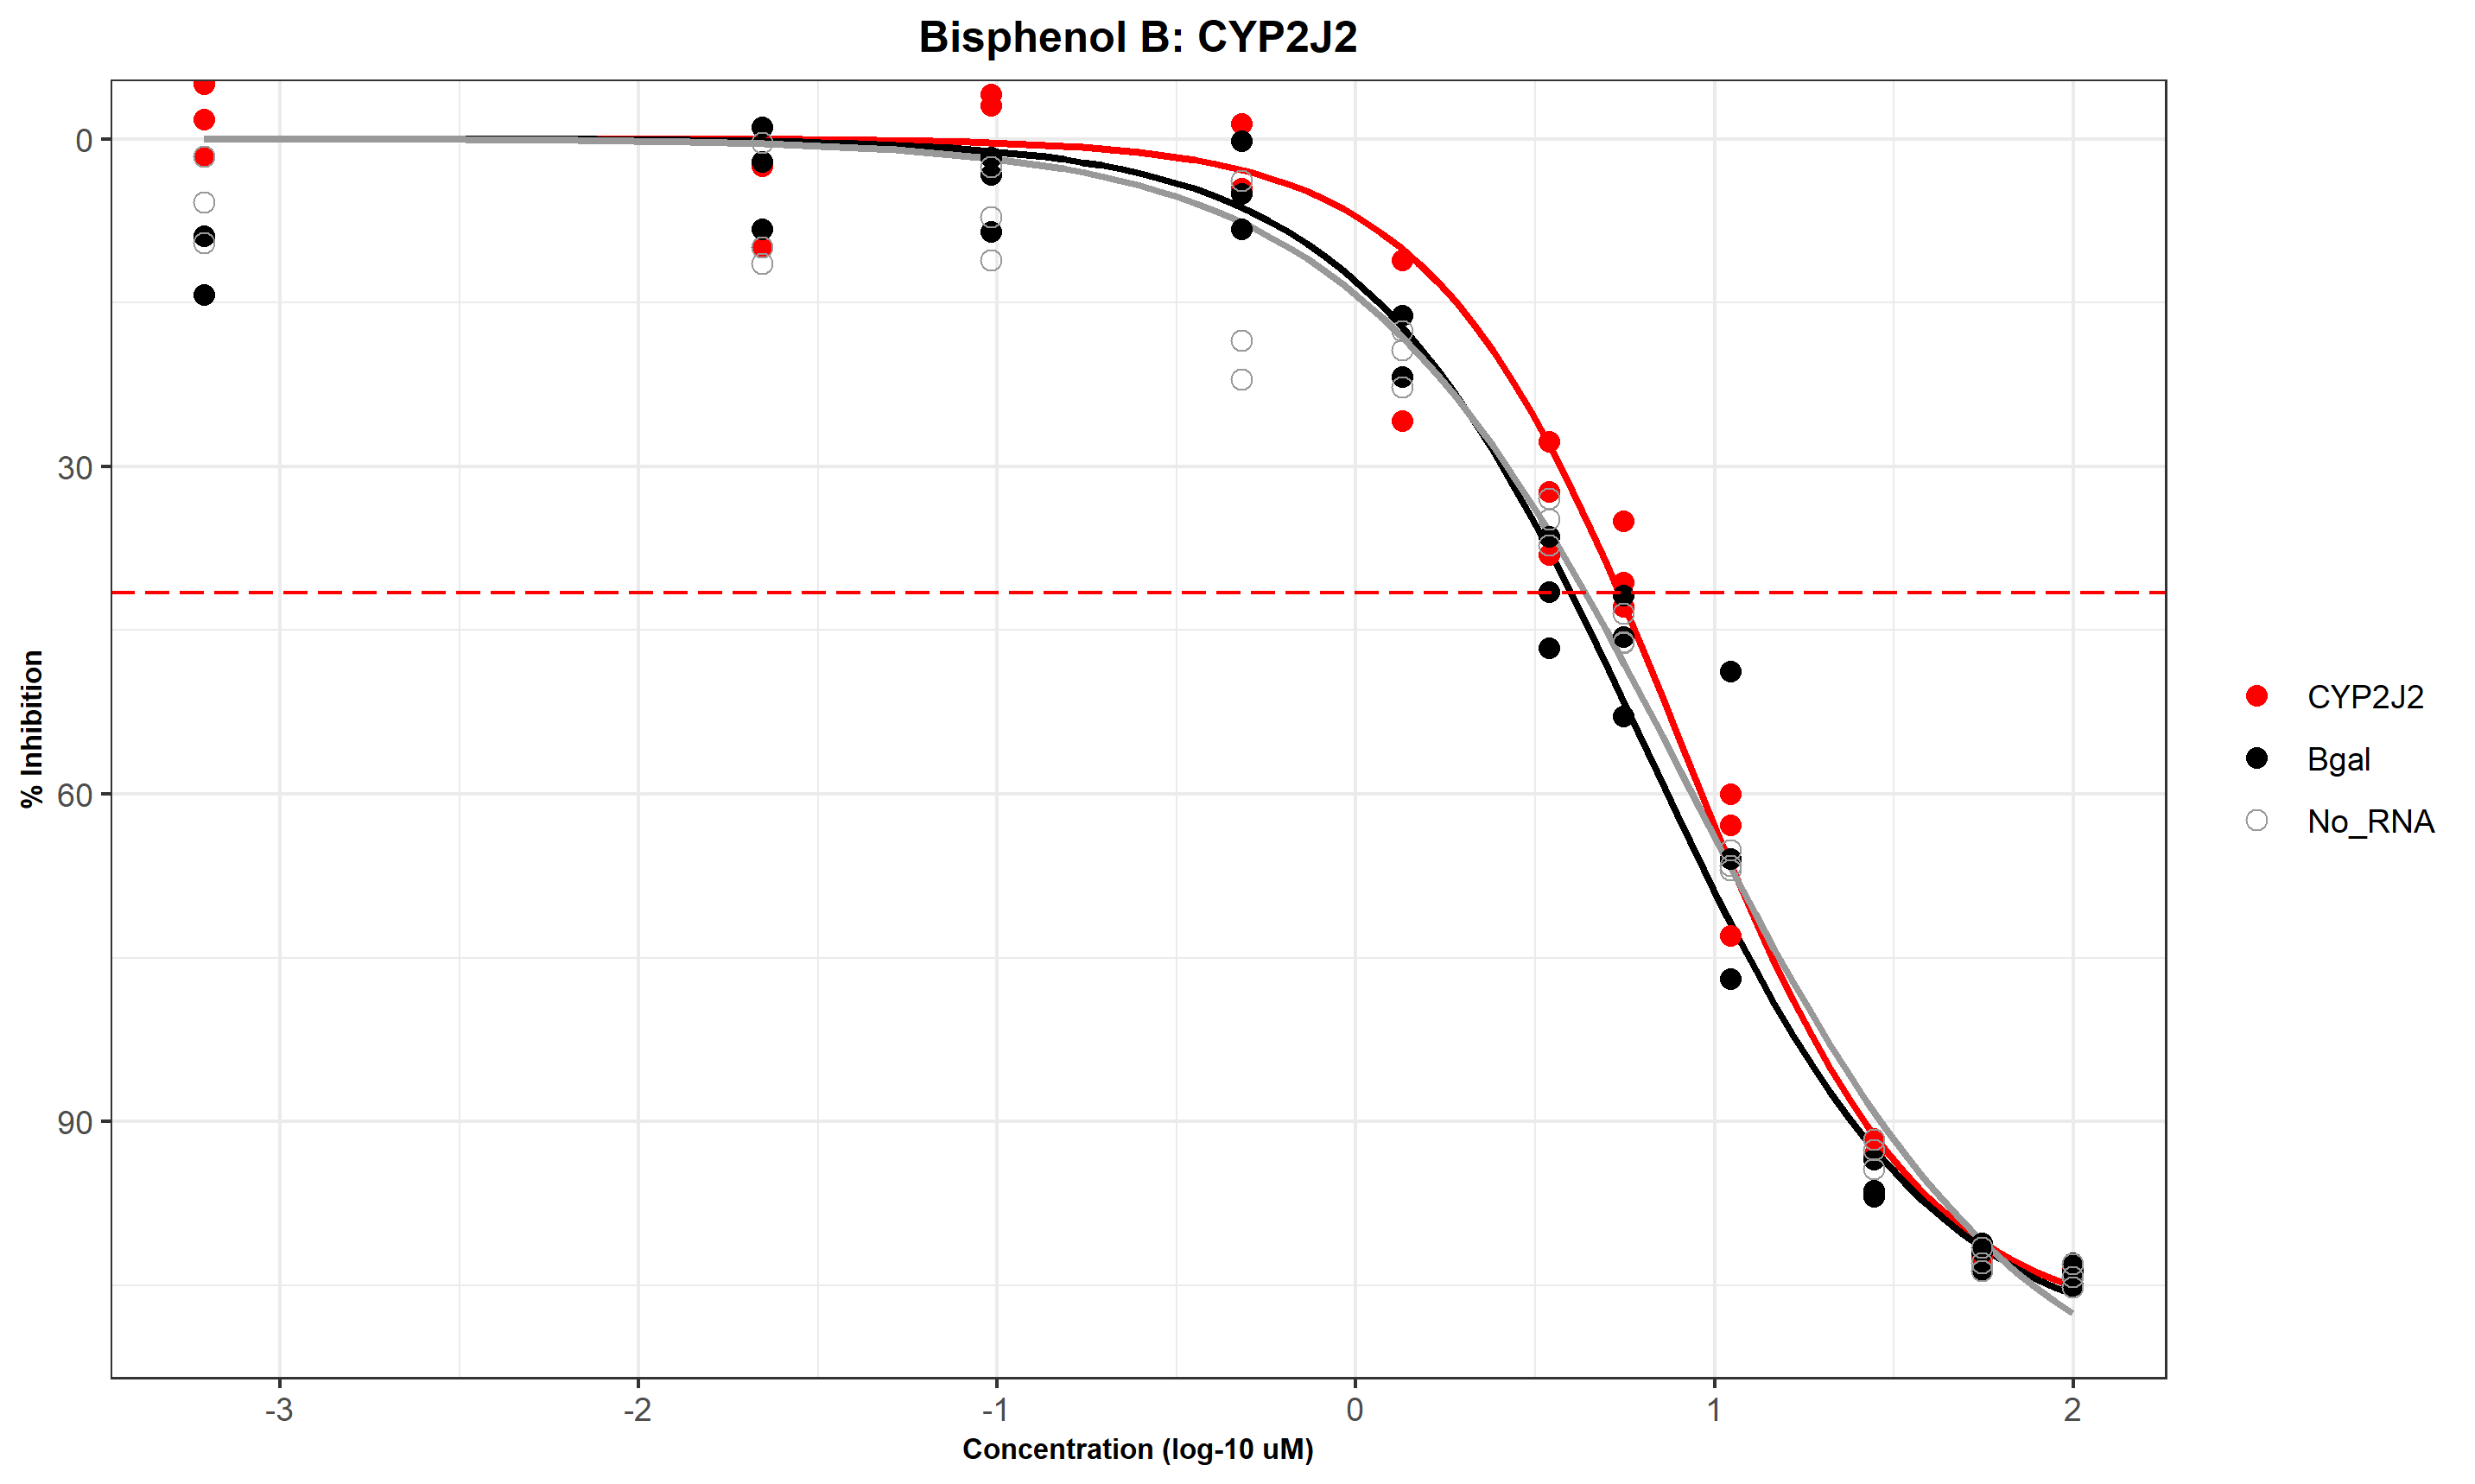 Bisphenol B: CYP2J2
% Inhibition
0
30
60
90
-3
-2
-1
0
1
2
Concentration (log-10 uM)
CYP2J2
Bgal
No_RNA